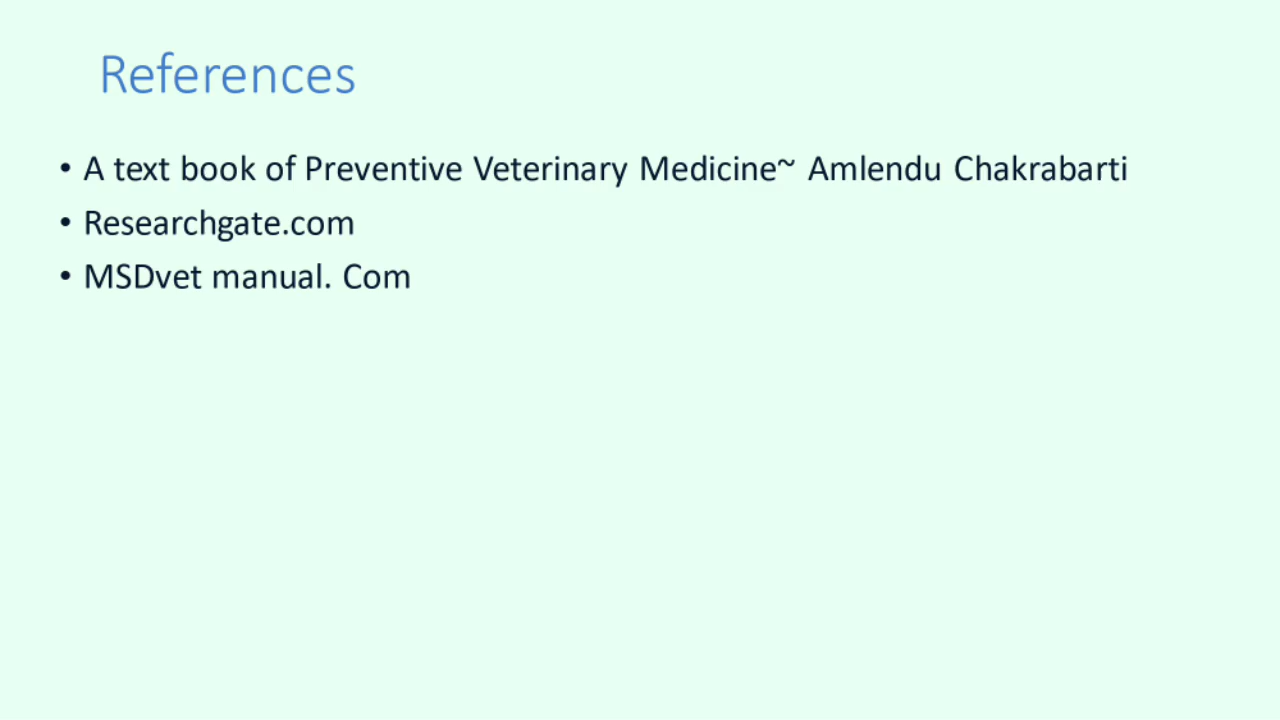 References
• A text book of Preventive Veterinary Medicine~ Amlendu Chakrabarti
• Researchgate.com
• MSDvet manual. Com